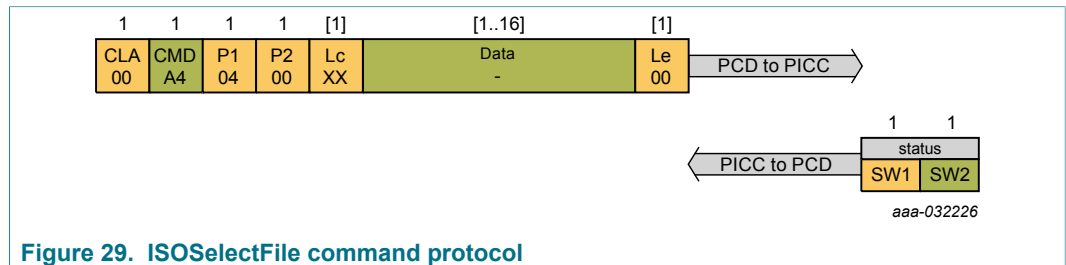 1 1 1 1 [1] [1..16] [1]
CLA CMD P1 P2 Lc Data Le
00 A4 04 00 XX - 00
PCD to PICC
1 1
status
PICC to PCD
SW1 SW2
aaa-032226
Figure 29. ISOSelectFile command protocol